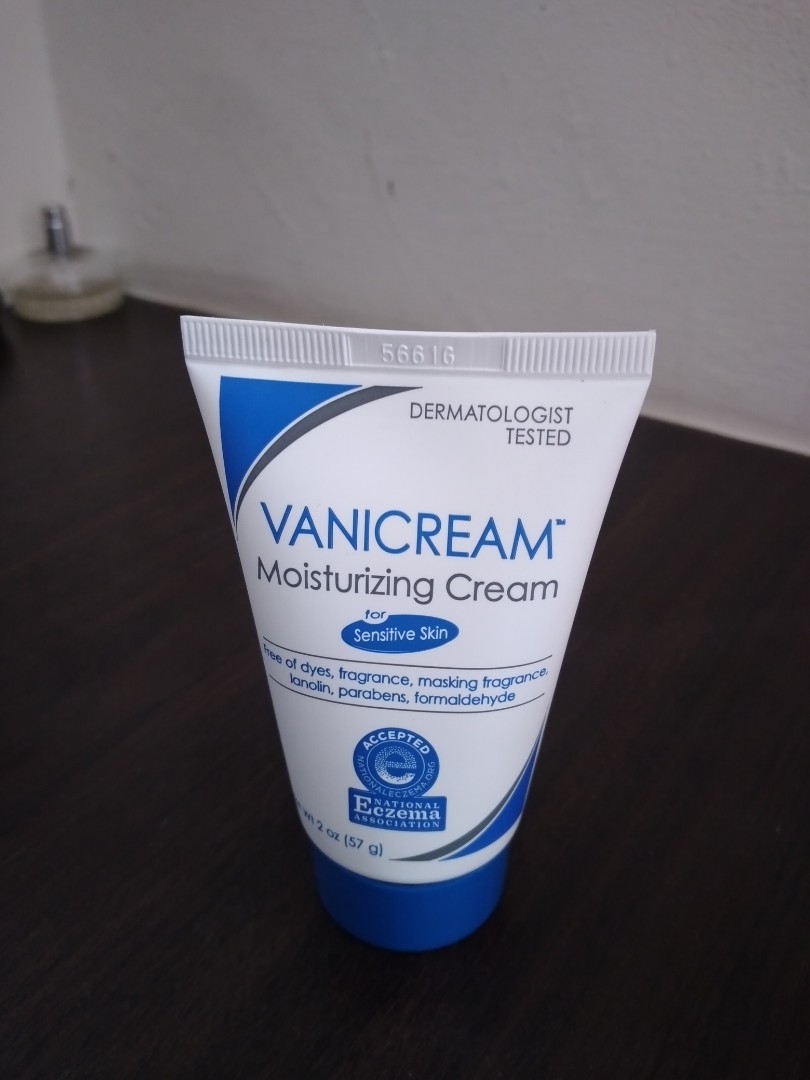 56616
DERMATOLOGIST
TESTED
VANICREAM™
Moisturizing Cream
for
Sensitive Skin
Free of dyes, fragrance, masking fragrance,
lanolin, parabens, formaldehyde
ACCEPTED
e
NATIONALECZEMA.ORG
NATIONAL
Eczema
ASSOCIATION
wt 2 oz (57 g)